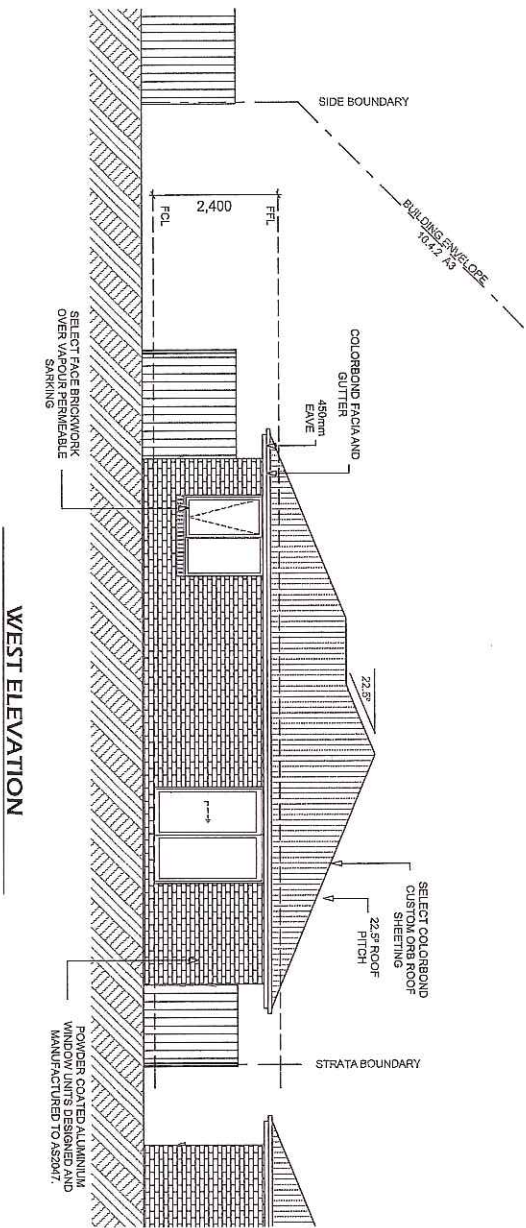 SIDE BOUNDARY
BUILDING ENVELOPE
10.4.2 A3
2,400
FFL
FCL
COLORBOND FACIA AND
GUTTER
450mm
EAVE
SELECT FACE BRICKWORK
OVER VAPOUR PERMEABLE
SARKING
22.5°
SELECT COLORBOND
CUSTOM ORB ROOF
SHEETING
22.5° ROOF
PITCH
STRATA BOUNDARY
POWDER COATED ALUMINIUM
WINDOW UNITS DESIGNED AND
MANUFACTURED TO AS2047.
WEST ELEVATION